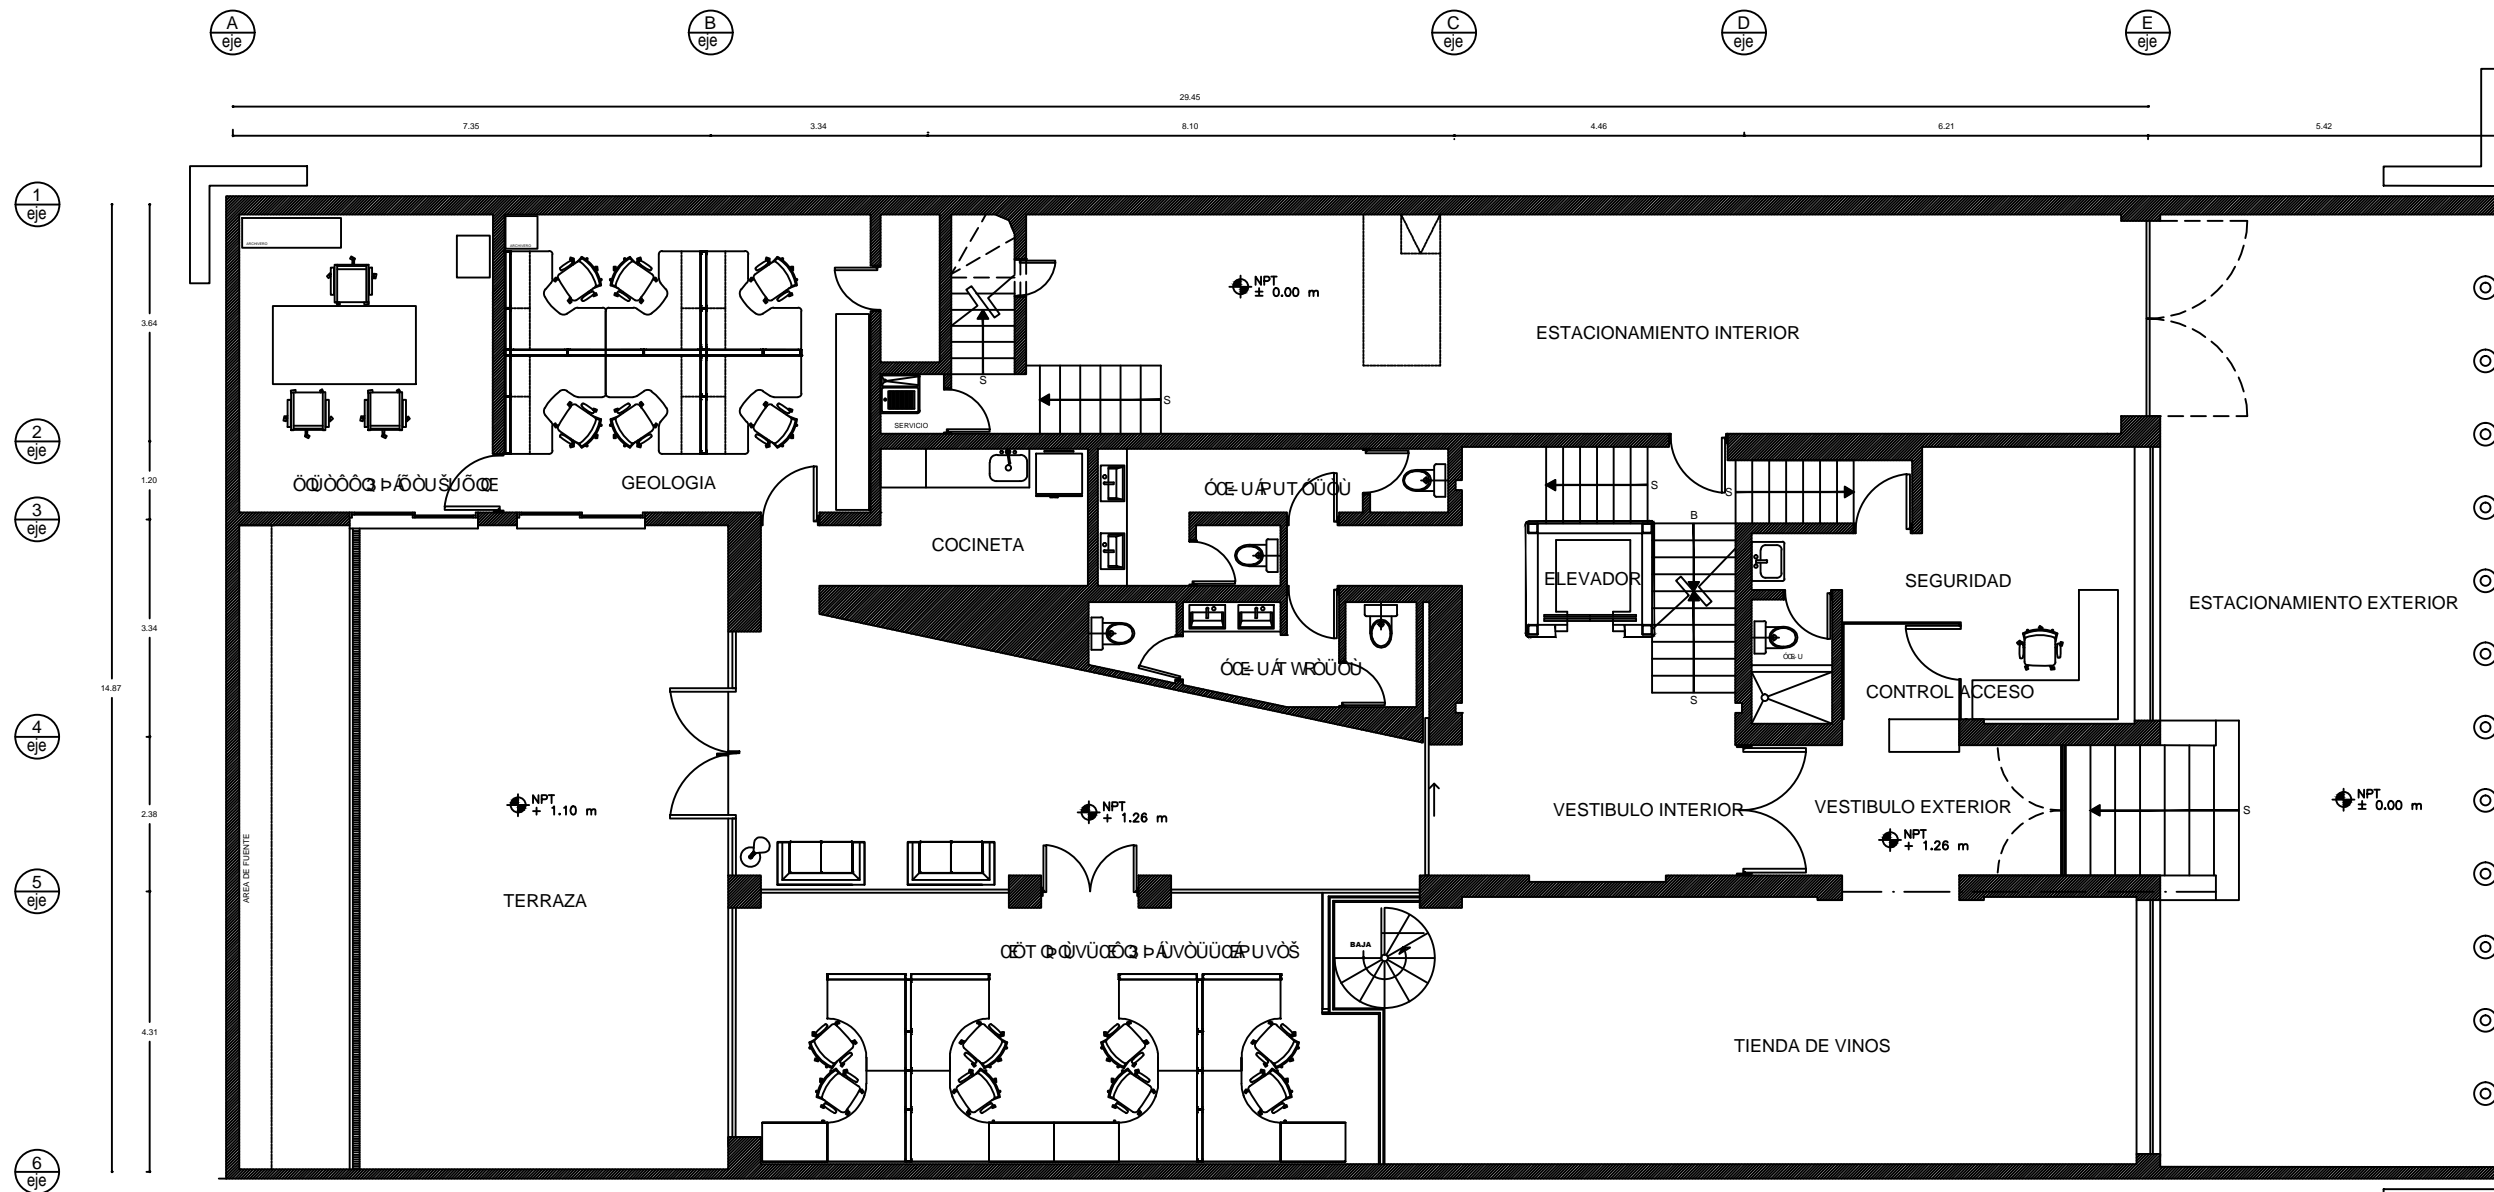 A
eje
B
eje
C
eje
D
eje
E
eje
29.45
7.35
3.34
8.10
4.46
6.21
5.42
1
eje
2
eje
3
eje
4
eje
5
eje
6
eje
3.64
1.20
3.34
14.87
2.38
4.31
ARCHIVERO
ARCHIVERO
NPT
± 0.00 m
ESTACIONAMIENTO INTERIOR
S
S
SERVICIO
GEOLOGIA
COCINETA
S
S
B
ELEVADOR
S
SEGURIDAD
ESTACIONAMIENTO EXTERIOR
CONTROL ACCESO
NPT
+ 1.10 m
NPT
+ 1.26 m
VESTIBULO INTERIOR
VESTIBULO EXTERIOR
NPT
+ 1.26 m
S
NPT
± 0.00 m
AREA DE FUENTE
TERRAZA
BAJA
TIENDA DE VINOS